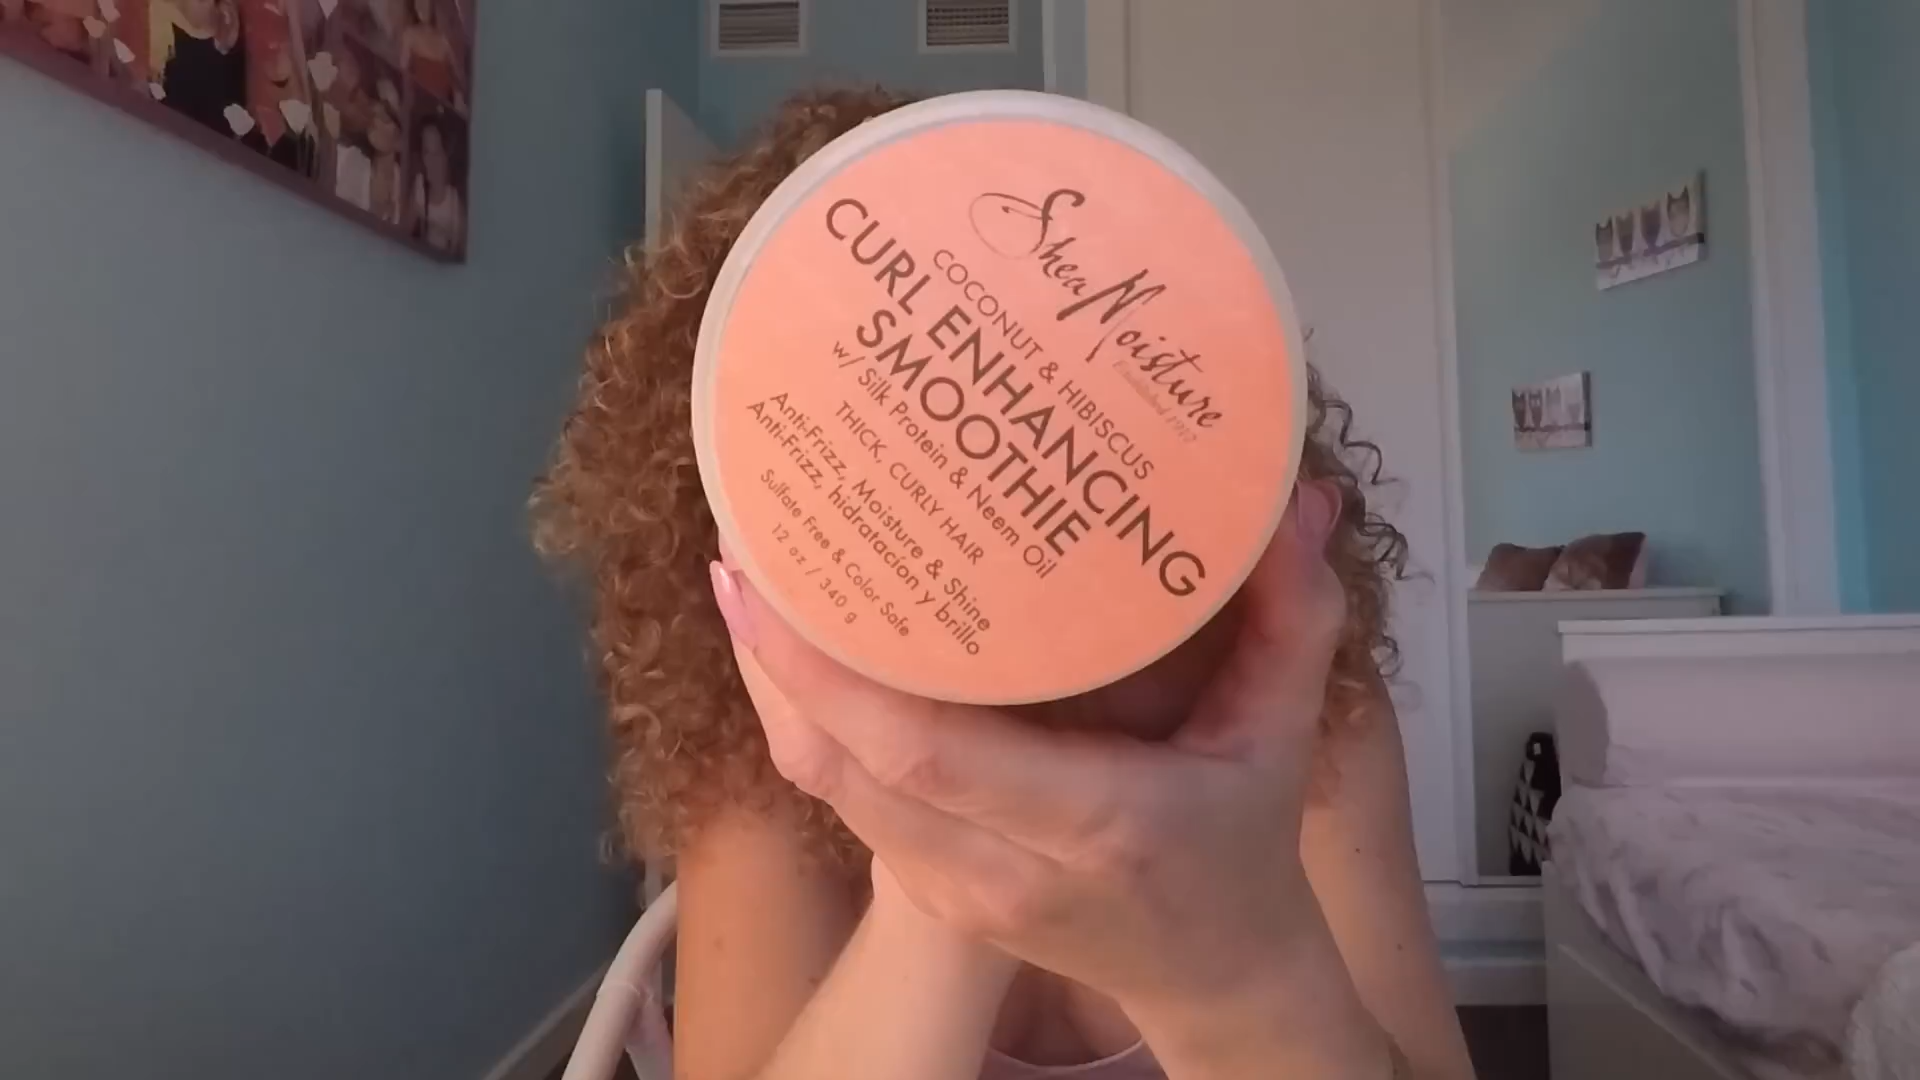 SheaMoisture
Established 1912
COCONUT & HIBISCUS
CURL ENHANCING
SMOOTHIE
w/ Silk Protein & Neem Oil
THICK, CURLY HAIR
Anti-Frizz, Moisture & Shine
Anti-Frizz, hidratación y brillo
Sulfate Free & Color Safe
12 oz / 340 g